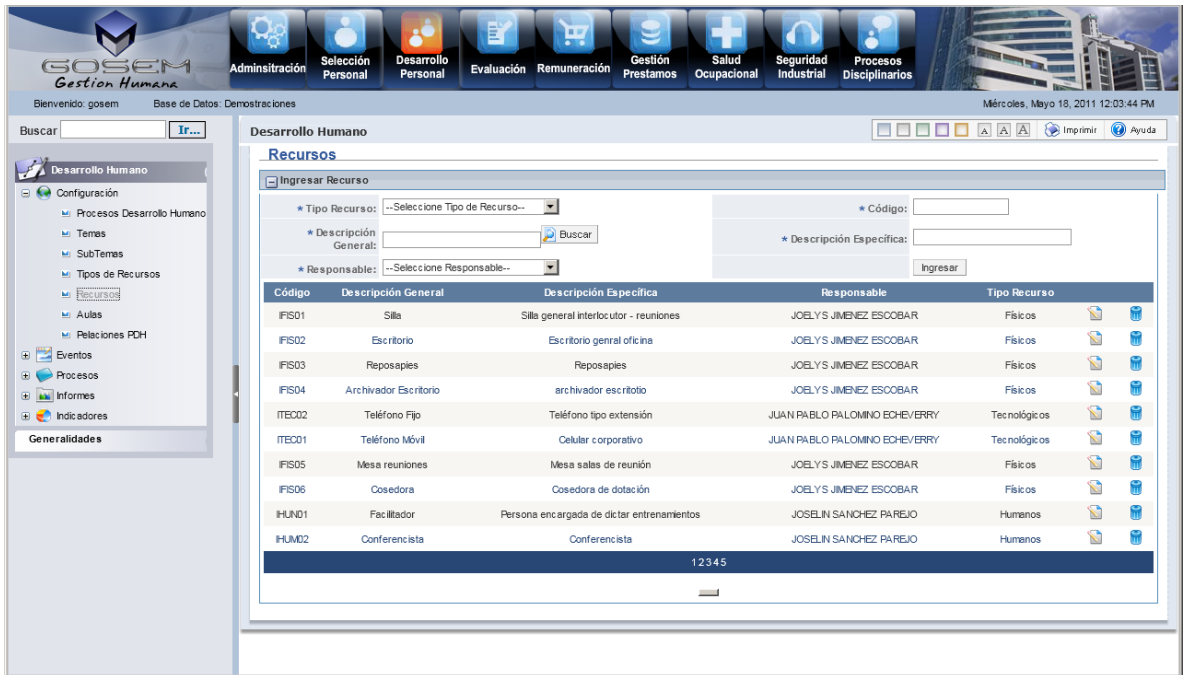 GOSEM
Gestion Humana
Adminsitración
Selección Personal
Desarrollo Personal
Evaluación
Remuneración
Gestión Prestamos
Salud Ocupacional
Seguridad Industrial
Procesos Disciplinarios
Bienvenido: gosem Base de Datos: Demostraciones Miércoles, Mayo 18, 2011 12:03:44 PM
Buscar Ir...
Desarrollo Humano
A A A Imprimir Ayuda
Desarrollo Humano
Configuración
Procesos Desarrollo Humano
Temas
SubTemas
Tipos de Recursos
Recursos
Aulas
Pelaciones PDH
Eventos
Procesos
Informes
Indicadores
Generalidades
Recursos
Ingresar Recurso
* Tipo Recurso: --Seleccione Tipo de Recurso-- * Código:
* Descripción General: Buscar * Descripción Específica:
* Responsable: --Seleccione Responsable-- Ingresar
Código Descripción General Descripción Específica Responsable Tipo Recurso
IFIS01 Silla Silla general interlocutor - reuniones JOELYS JIMENEZ ESCOBAR Físicos
IFIS02 Escritorio Escritorio genral oficina JOELYS JIMENEZ ESCOBAR Físicos
IFIS03 Reposapies Reposapies JOELYS JIMENEZ ESCOBAR Físicos
IFIS04 Archivador Escritorio archivador escritotio JOELYS JIMENEZ ESCOBAR Físicos
ITEC02 Teléfono Fijo Teléfono tipo extensión JUAN PABLO PALOMINO ECHEVERRY Tecnológicos
ITEC01 Teléfono Móvil Celular corporativo JUAN PABLO PALOMINO ECHEVERRY Tecnológicos
IFIS05 Mesa reuniones Mesa salas de reunión JOELYS JIMENEZ ESCOBAR Físicos
IFIS06 Cosedora Cosedora de dotación JOELYS JIMENEZ ESCOBAR Físicos
IHUN01 Facilitador Persona encargada de dictar entrenamientos JOSELIN SANCHEZ PAREJO Humanos
IHUM02 Conferencista Conferencista JOSELIN SANCHEZ PAREJO Humanos
12345